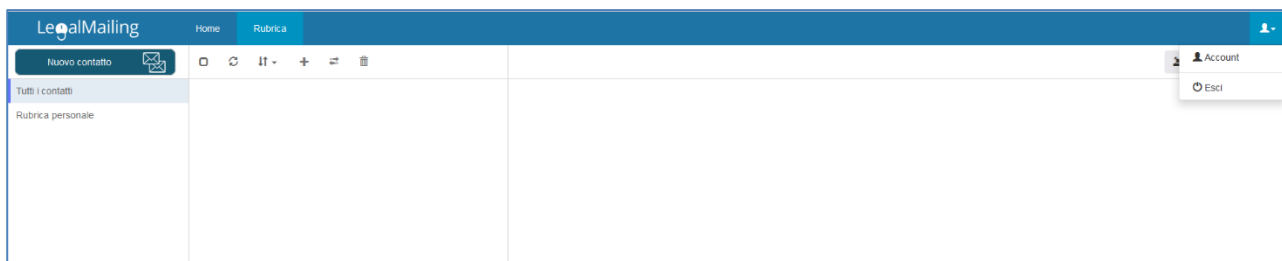 LegalMailing
Home
Rubrica
Nuovo contatto
Account
Tutti i contatti
Esci
Rubrica personale